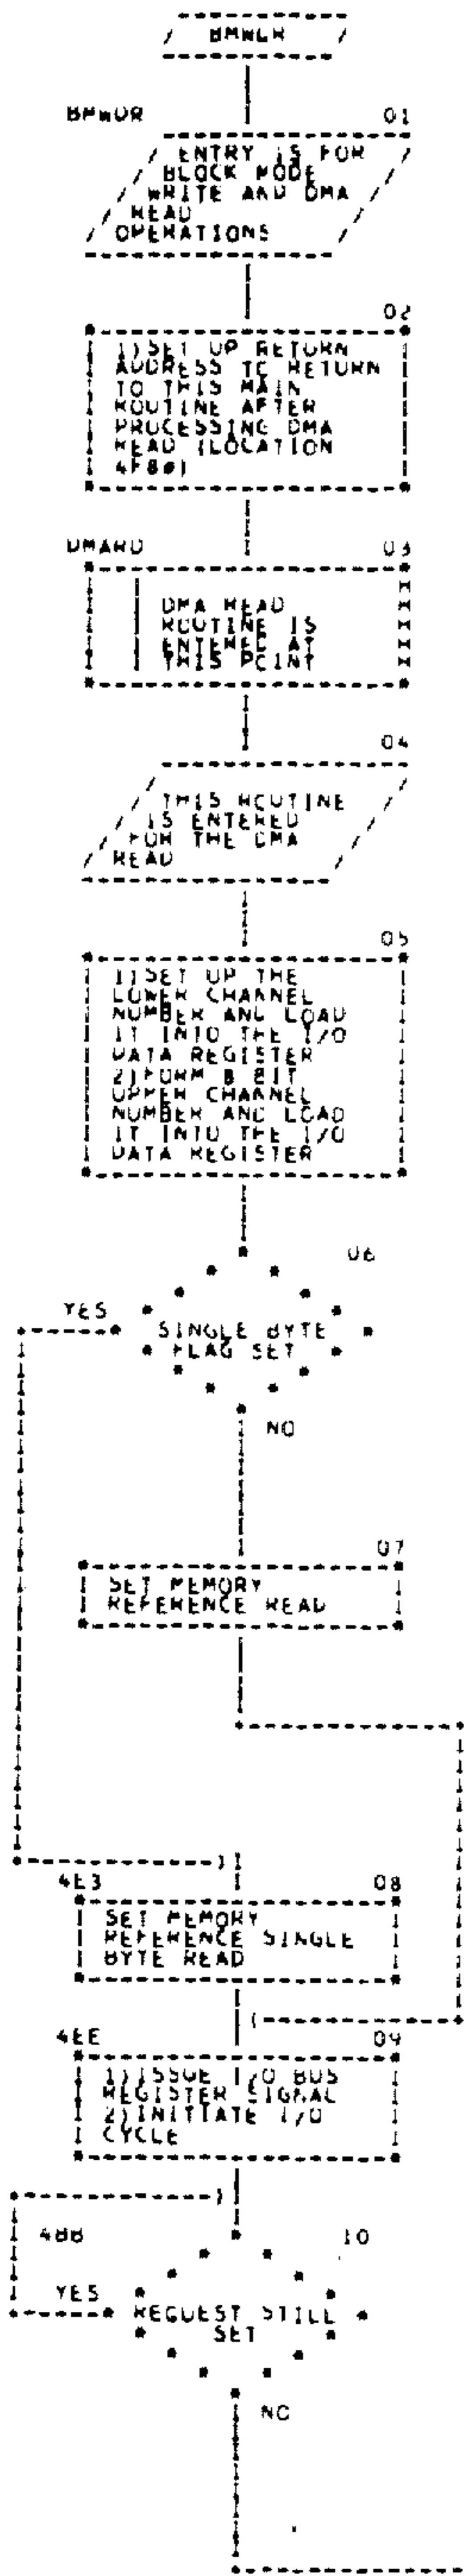 BMWCR
BMWDR 01
ENTRY IS FOR
BLOCK MODE
WRITE AND DMA
READ
OPERATIONS
02
1)SET UP RETURN
ADDRESS TO RETURN
TO THIS MAIN
ROUTINE AFTER
PROCESSING DMA
READ (LOCATION
4F80)
DMARD 03
DMA READ
ROUTINE IS
ENTERED AT
THIS POINT
04
THIS ROUTINE
IS ENTERED
FOR THE DMA
READ
05
1)SET UP THE
LOWER CHANNEL
NUMBER AND LOAD
IT INTO THE I/O
DATA REGISTER
2)FORM 8 BIT
UPPER CHANNEL
NUMBER AND LOAD
IT INTO THE I/O
DATA REGISTER
06
YES
SINGLE BYTE
FLAG SET
NO
07
SET MEMORY
REFERENCE READ
4E3 08
SET MEMORY
REFERENCE SINGLE
BYTE READ
4EE 09
1)ISSUE I/O BUS
REGISTER SIGNAL
2)INITIATE I/O
CYCLE
4BB 10
YES
REQUEST STILL
SET
NO